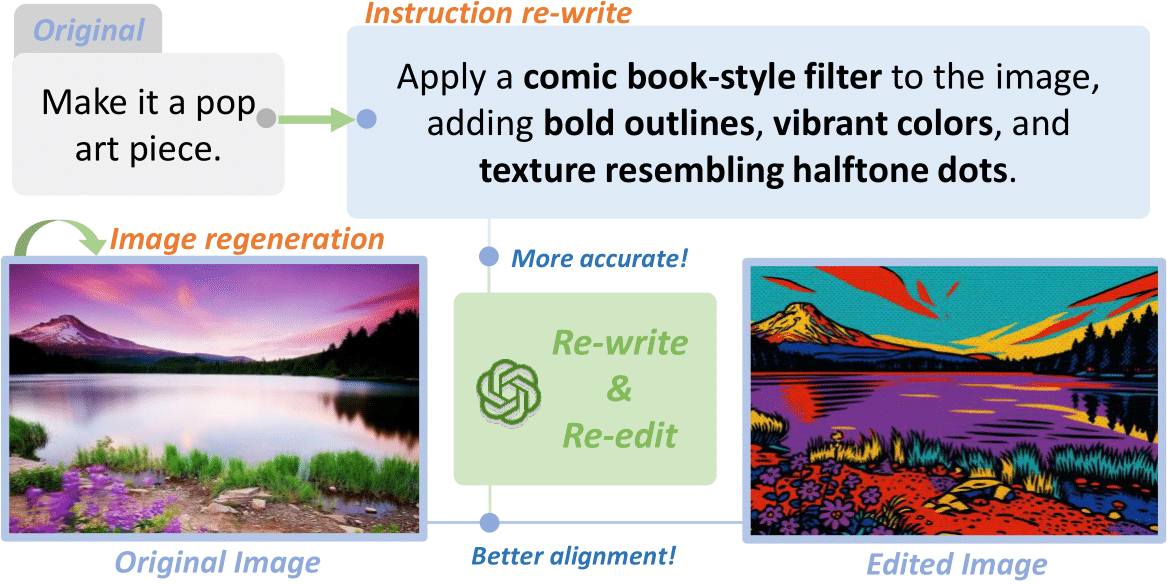 Original
Instruction re-write
Make it a pop
art piece.
Apply a comic book-style filter to the image,
adding bold outlines, vibrant colors, and
texture resembling halftone dots.
Image regeneration
More accurate!
Re-write
&
Re-edit
Better alignment!
Original Image
Edited Image